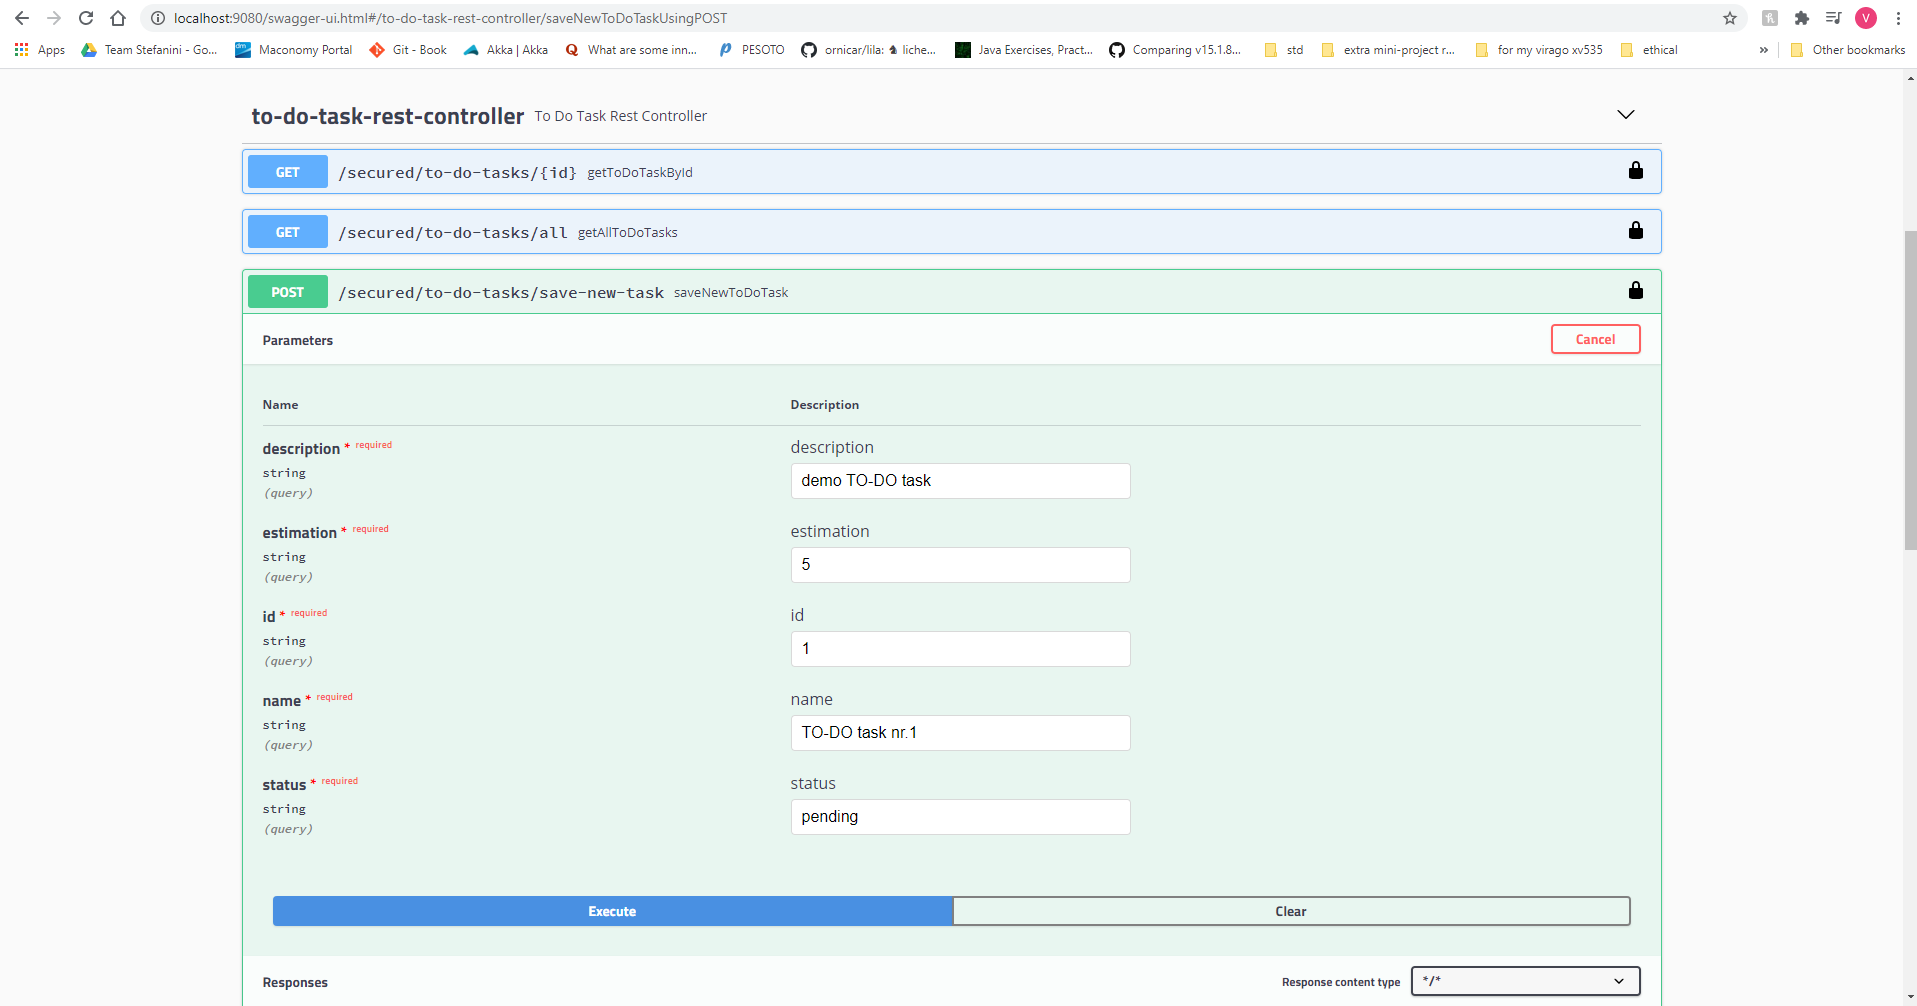 localhost:9080/swagger-ui.html#/to-do-task-rest-controller/saveNewToDoTaskUsingPOST
V
Apps Team Stefanini - Go... dm Maconomy Portal Git - Book Akka | Akka Q What are some inn... PESOTO ornicar/lila: ♞ liche... Java Exercises, Pract... Comparing v15.1.8... std extra mini-project r... for my virago xv535 ethical » Other bookmarks
to-do-task-rest-controller To Do Task Rest Controller
GET /secured/to-do-tasks/{id} getToDoTaskById
GET /secured/to-do-tasks/all getAllToDoTasks
POST /secured/to-do-tasks/save-new-task saveNewToDoTask
Parameters Cancel
Name Description
description * required description
string demo TO-DO task
(query)
estimation * required estimation
string 5
(query)
id * required id
string 1
(query)
name * required name
string TO-DO task nr.1
(query)
status * required status
string pending
(query)
Execute Clear
Responses Response content type */*